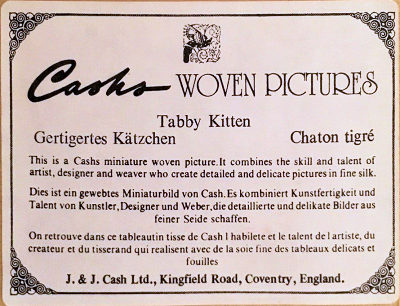 Cashs WOVEN PICTURES
Tabby Kitten
Gertigertes Kätzchen Chaton tigré
This is a Cashs miniature woven picture.It combines the skill and talent of
artist, designer and weaver who create detailed and delicate pictures in fine silk.
Dies ist ein gewebtes Miniaturbild von Cash.Es kombiniert Kunstfertigkeit und
Talent von Kunstler,Designer und Weber,die detaillierte und delikate Bilder aus
feiner Seide schaffen.
On retrouve dans ce tableautin tisse de Cash l habilete et le talent de l artiste, du
createur et du tisserand qui realisent avec de la soie fine des tableaux delicats et
fouilles
J. & J. Cash Ltd., Kingfield Road, Coventry, England.